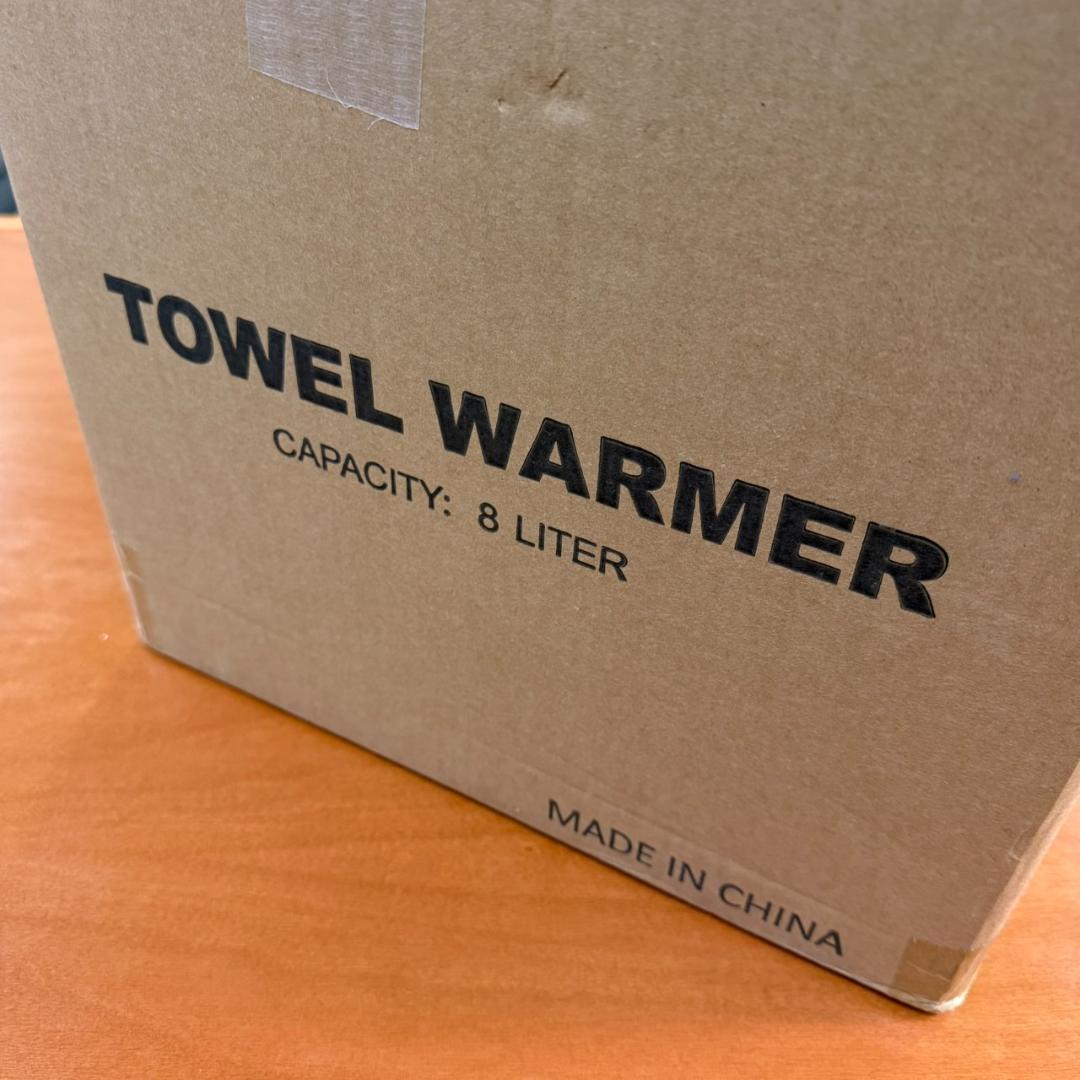 TOWEL WARMER
CAPACITY: 8 LITER
MADE IN CHINA